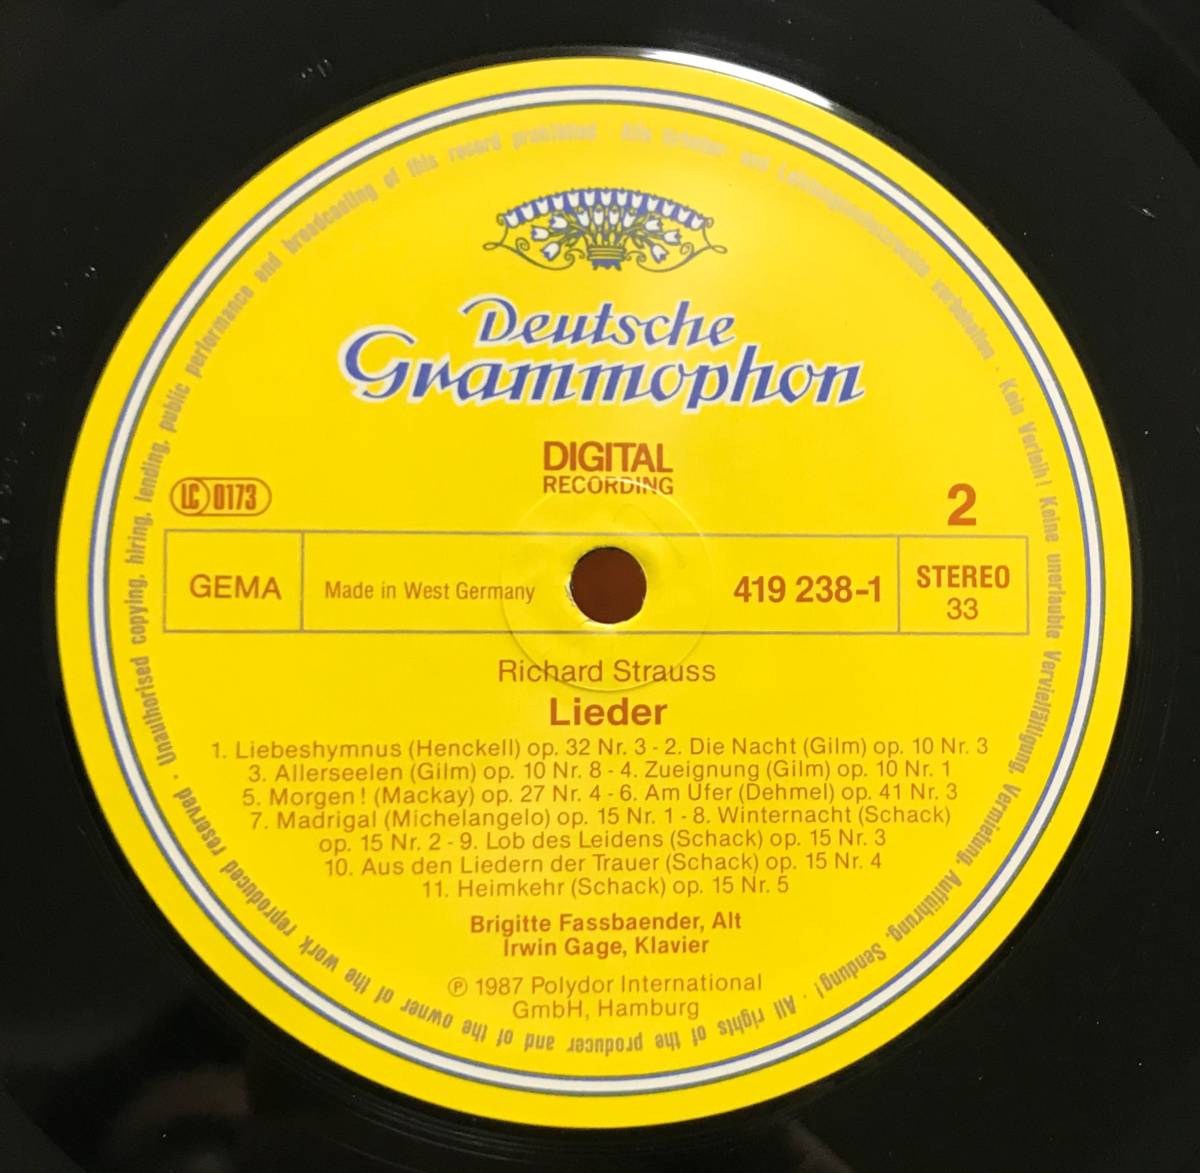 Deutsche
Grammophon
DIGITAL
RECORDING
LC 0173
2
GEMA
Made in West Germany
419 238-1
STEREO
33
Richard Strauss
Lieder
1. Liebeshymnus (Henckell) op. 32 Nr. 3 - 2. Die Nacht (Gilm) op. 10 Nr. 3
3. Allerseelen (Gilm) op. 10 Nr. 8 - 4. Zueignung (Gilm) op. 10 Nr. 1
5. Morgen! (Mackay) op. 27 Nr. 4 - 6. Am Ufer (Dehmel) op. 41 Nr. 3
7. Madrigal (Michelangelo) op. 15 Nr. 1 - 8. Winternacht (Schack)
op. 15 Nr. 2 - 9. Lob des Leidens (Schack) op. 15 Nr. 3
10. Aus den Liedern der Trauer (Schack) op. 15 Nr. 4
11. Heimkehr (Schack) op. 15 Nr. 5
Brigitte Fassbaender, Alt
Irwin Gage, Klavier
℗ 1987 Polydor International
GmbH, Hamburg
Alle Urheber- und Leistungsschutzrechte vorbehalten · Kein Verleih! Keine unerlaubte Vervielfältigung, Vermietung, Aufführung, Sendung! · All rights of the producer and of the owner of the work reproduced reserved · Unauthorised copying, hiring, lending, public performance and broadcasting of this record prohibited ·